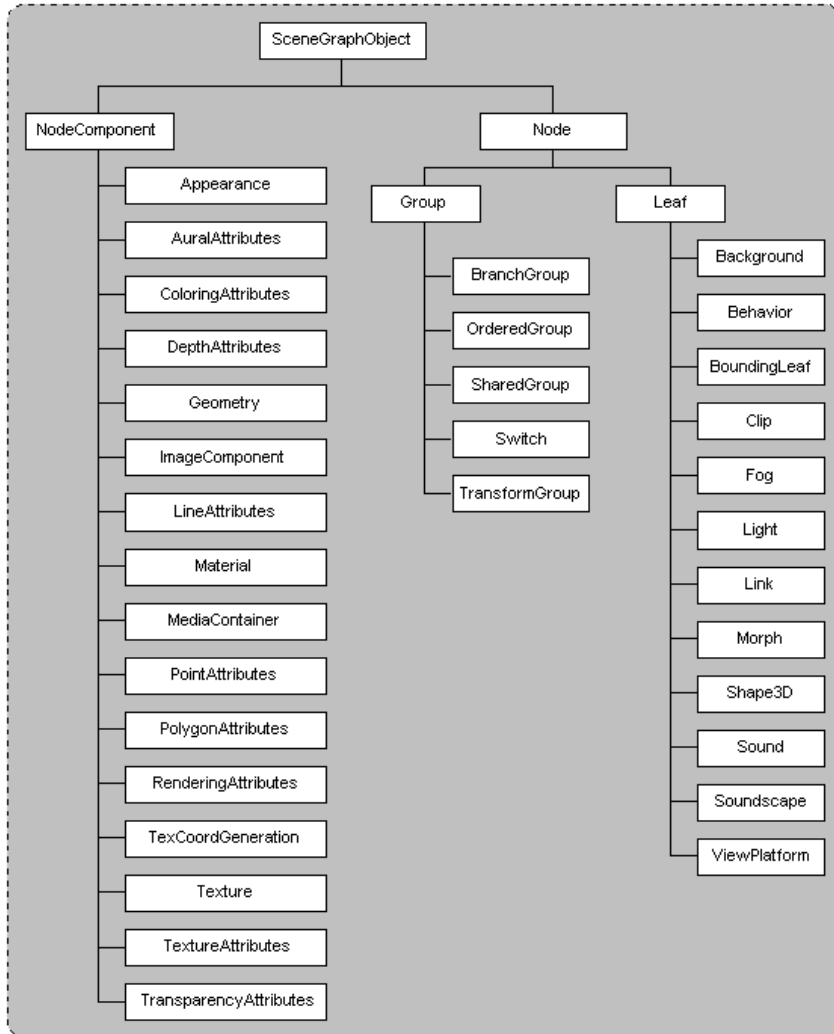 SceneGraphObject
NodeComponent
Node
Appearance
AuralAttributes
ColoringAttributes
DepthAttributes
Geometry
ImageComponent
LineAttributes
Material
MediaContainer
PointAttributes
PolygonAttributes
RenderingAttributes
TexCoordGeneration
Texture
TextureAttributes
TransparencyAttributes
Group
Leaf
BranchGroup
OrderedGroup
SharedGroup
Switch
TransformGroup
Background
Behavior
BoundingLeaf
Clip
Fog
Light
Link
Morph
Shape3D
Sound
Soundscape
ViewPlatform